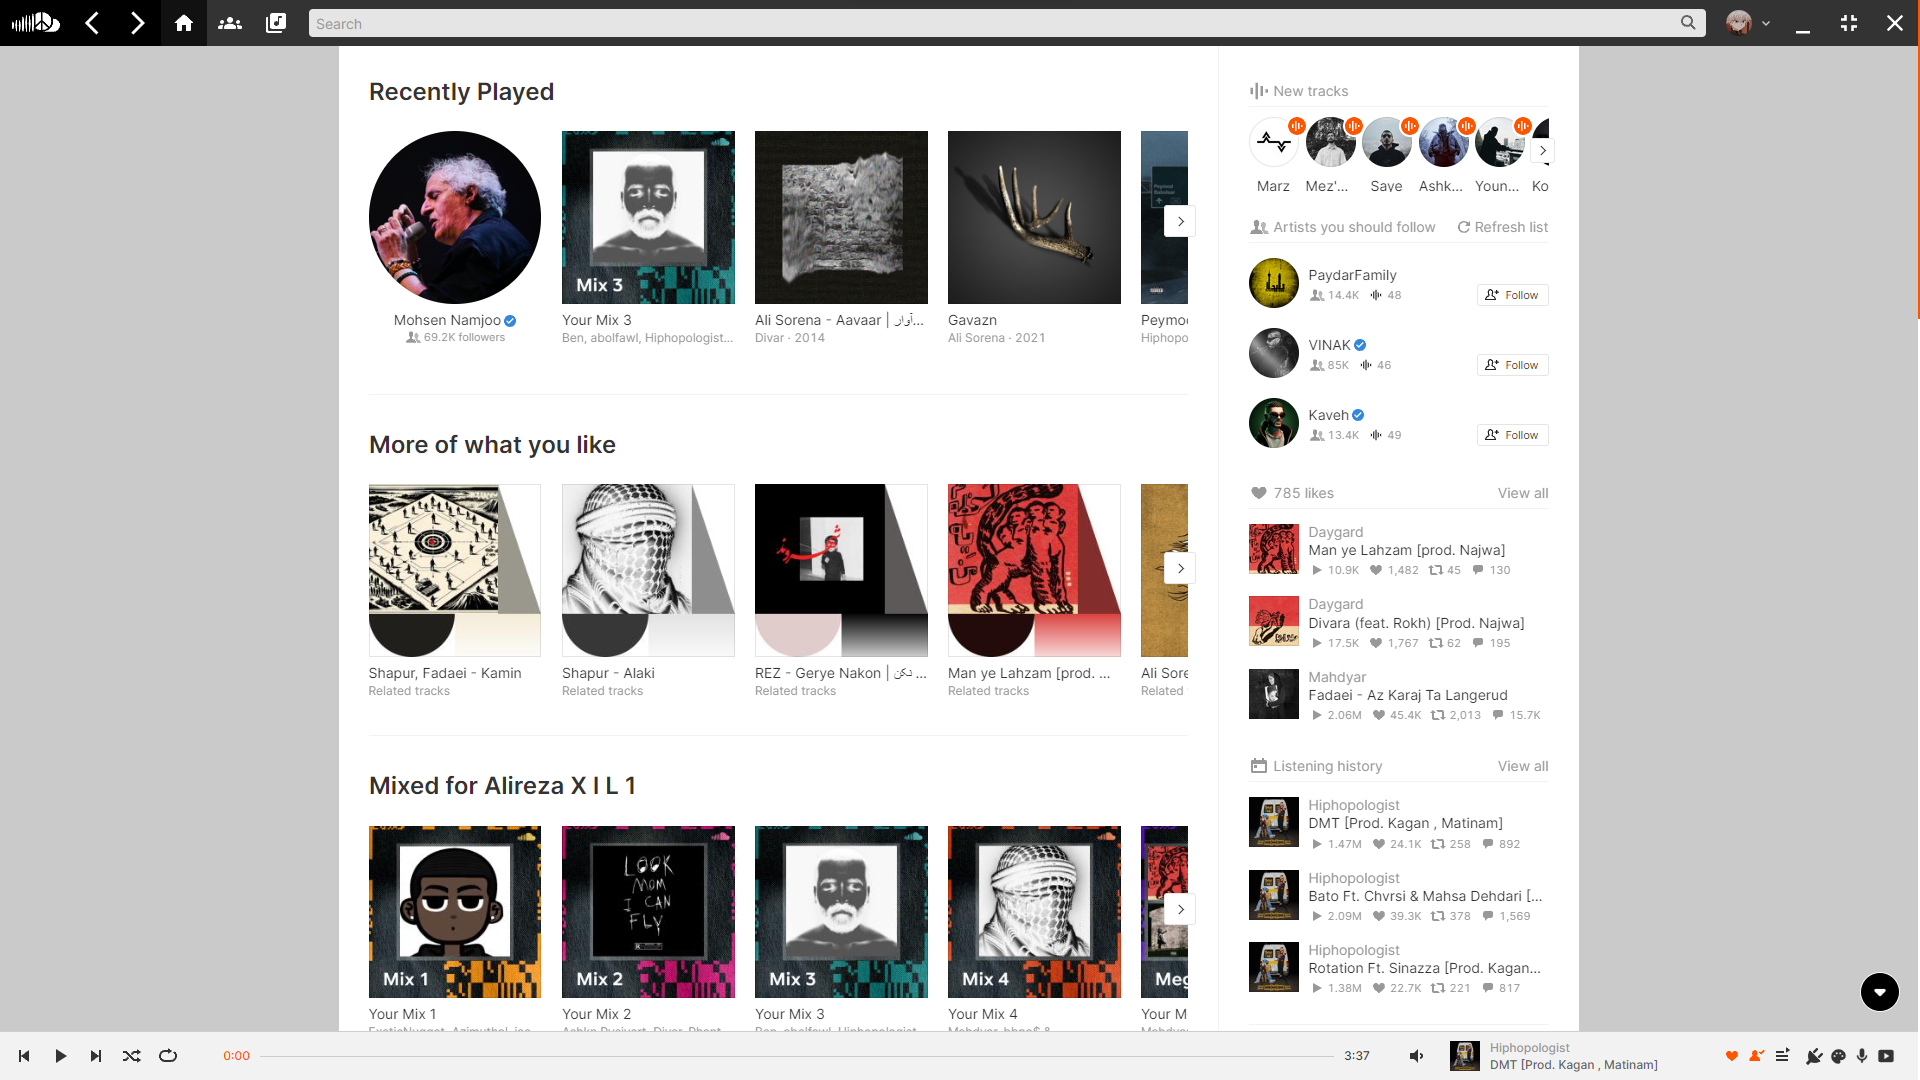 Search
Recently Played
Mix 3
Mohsen Namjoo
69.2K followers
Your Mix 3
Ben, abolfawl, Hiphopologist...
Ali Sorena - Aavaar | آوار...
Divar · 2014
Gavazn
Ali Sorena · 2021
Peymo
Hiphopo
More of what you like
Shapur, Fadaei - Kamin
Related tracks
Shapur - Alaki
Related tracks
REZ - Gerye Nakon | نکن ...
Related tracks
Man ye Lahzam [prod. ...
Related tracks
Ali Sore
Related
Mixed for Alireza X I L 1
Mix 1
LOOK
MOM
I CAN
FLY
Mix 2
Mix 3
Mix 4
Meg
Your Mix 1
Your Mix 2
Your Mix 3
Your Mix 4
Your M
New tracks
Marz
Mez'...
Save
Ashk...
Youn...
Ko
Artists you should follow
Refresh list
PaydarFamily
14.4K 48
Follow
VINAK
85K 46
Follow
Kaveh
13.4K 49
Follow
785 likes
View all
Daygard
Man ye Lahzam [prod. Najwa]
10.9K 1,482 45 130
Daygard
Divara (feat. Rokh) [Prod. Najwa]
17.5K 1,767 62 195
Mahdyar
Fadaei - Az Karaj Ta Langerud
2.06M 45.4K 2,013 15.7K
Listening history
View all
Hiphopologist
DMT [Prod. Kagan , Matinam]
1.47M 24.1K 258 892
Hiphopologist
Bato Ft. Chvrsi & Mahsa Dehdari [...
2.09M 39.3K 378 1,569
Hiphopologist
Rotation Ft. Sinazza [Prod. Kagan...
1.38M 22.7K 221 817
0:00
3:37
Hiphopologist
DMT [Prod. Kagan , Matinam]